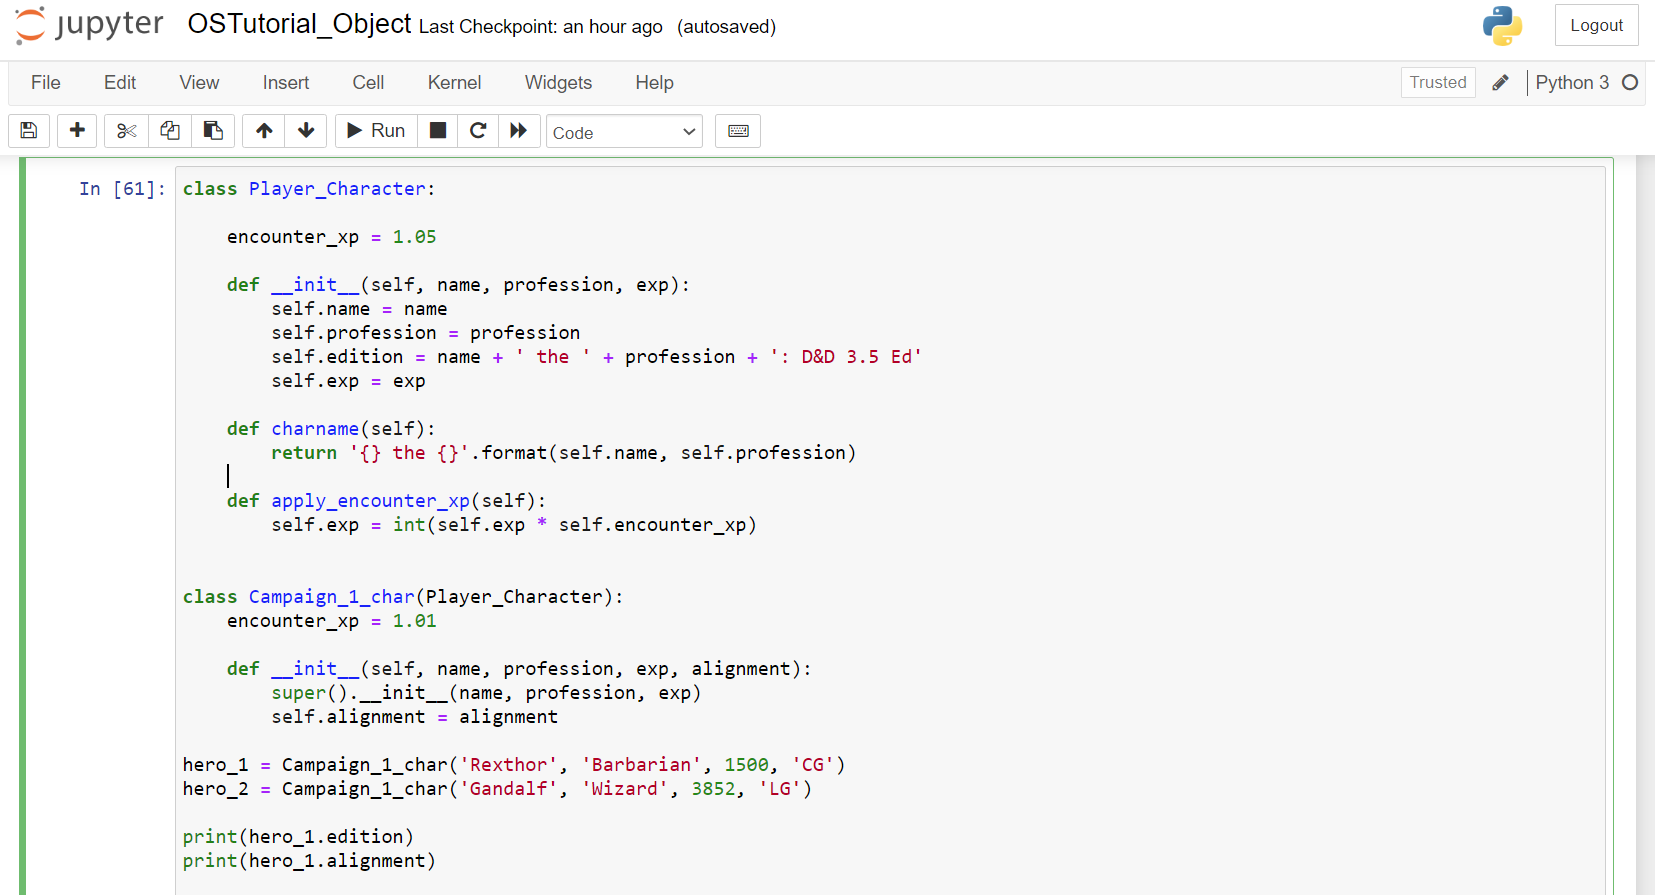 jupyter OSTutorial_Object Last Checkpoint: an hour ago (autosaved) Logout
File Edit View Insert Cell Kernel Widgets Help Trusted Python 3
Run Code
In [61]: class Player_Character:
    encounter_xp = 1.05
    def __init__(self, name, profession, exp):
        self.name = name
        self.profession = profession
        self.edition = name + ' the ' + profession + ': D&D 3.5 Ed'
        self.exp = exp
    def charname(self):
        return '{} the {}'.format(self.name, self.profession)
    def apply_encounter_xp(self):
        self.exp = int(self.exp * self.encounter_xp)
class Campaign_1_char(Player_Character):
    encounter_xp = 1.01
    def __init__(self, name, profession, exp, alignment):
        super().__init__(name, profession, exp)
        self.alignment = alignment
hero_1 = Campaign_1_char('Rexthor', 'Barbarian', 1500, 'CG')
hero_2 = Campaign_1_char('Gandalf', 'Wizard', 3852, 'LG')
print(hero_1.edition)
print(hero_1.alignment)